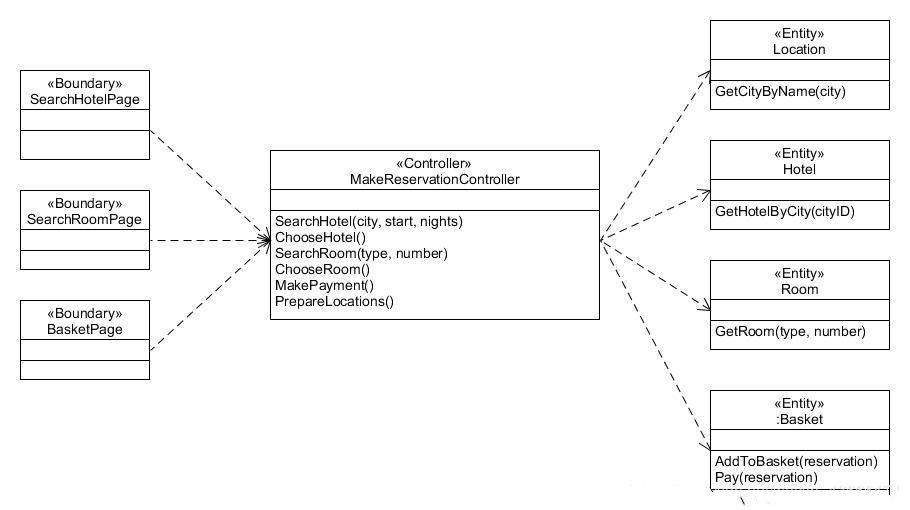 «Boundary»
SearchHotelPage
«Boundary»
SearchRoomPage
«Boundary»
BasketPage
«Controller»
MakeReservationController
SearchHotel(city, start, nights)
ChooseHotel()
SearchRoom(type, number)
ChooseRoom()
MakePayment()
PrepareLocations()
«Entity»
Location
GetCityByName(city)
«Entity»
Hotel
GetHotelByCity(cityID)
«Entity»
Room
GetRoom(type, number)
«Entity»
:Basket
AddToBasket(reservation)
Pay(reservation)